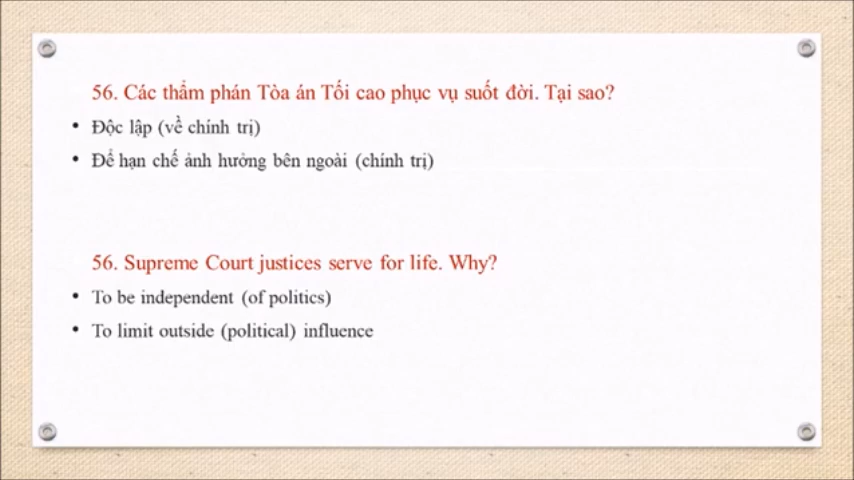 56. Các thẩm phán Tòa án Tối cao phục vụ suốt đời. Tại sao?
• Độc lập (về chính trị)
• Để hạn chế ảnh hưởng bên ngoài (chính trị)
56. Supreme Court justices serve for life. Why?
• To be independent (of politics)
• To limit outside (political) influence